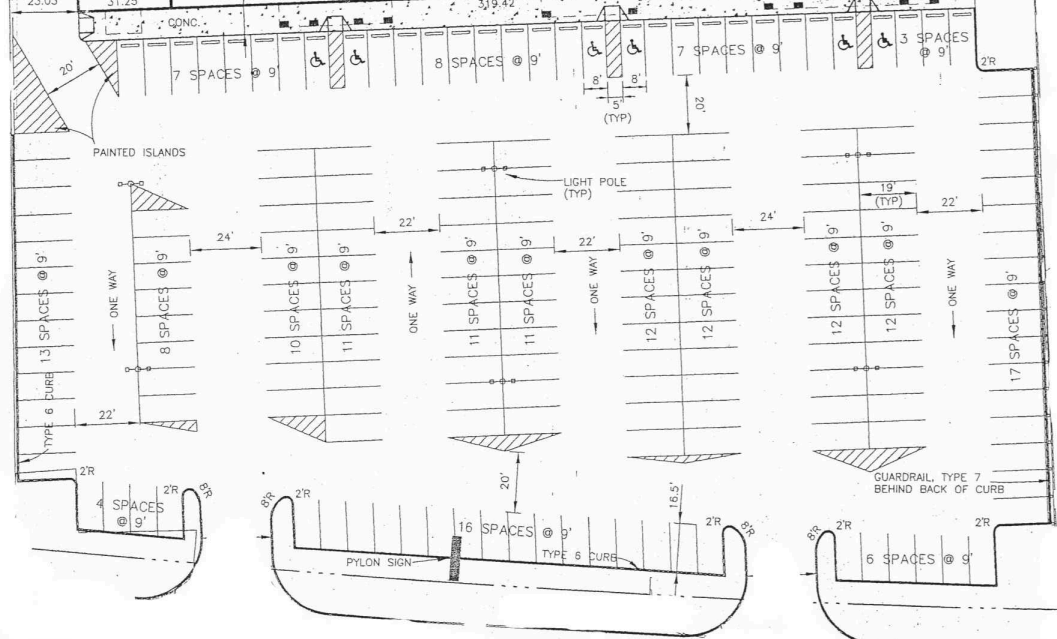 23.03'
31.25'
319.42'
CONC.
7 SPACES @ 9'
8 SPACES @ 9'
7 SPACES @ 9'
3 SPACES
@ 9'
2'R
20'
8'
8'
5'
(TYP)
20'
PAINTED ISLANDS
LIGHT POLE
(TYP)
19'
(TYP)
22'
24'
22'
22'
24'
TYPE 6 CURB
13 SPACES @ 9'
ONE WAY
8 SPACES @ 9'
10 SPACES @ 9'
11 SPACES @ 9'
ONE WAY
11 SPACES @ 9'
11 SPACES @ 9'
ONE WAY
12 SPACES @ 9'
12 SPACES @ 9'
12 SPACES @ 9'
12 SPACES @ 9'
ONE WAY
17 SPACES @ 9'
22'
GUARDRAIL, TYPE 7
BEHIND BACK OF CURB
2'R
4 SPACES
@ 9'
2'R
8'R
8'R
2'R
20'
16 SPACES @ 9'
16.5'
2'R
8'R
8'R
2'R
2'R
6 SPACES @ 9'
PYLON SIGN
TYPE 6 CURB